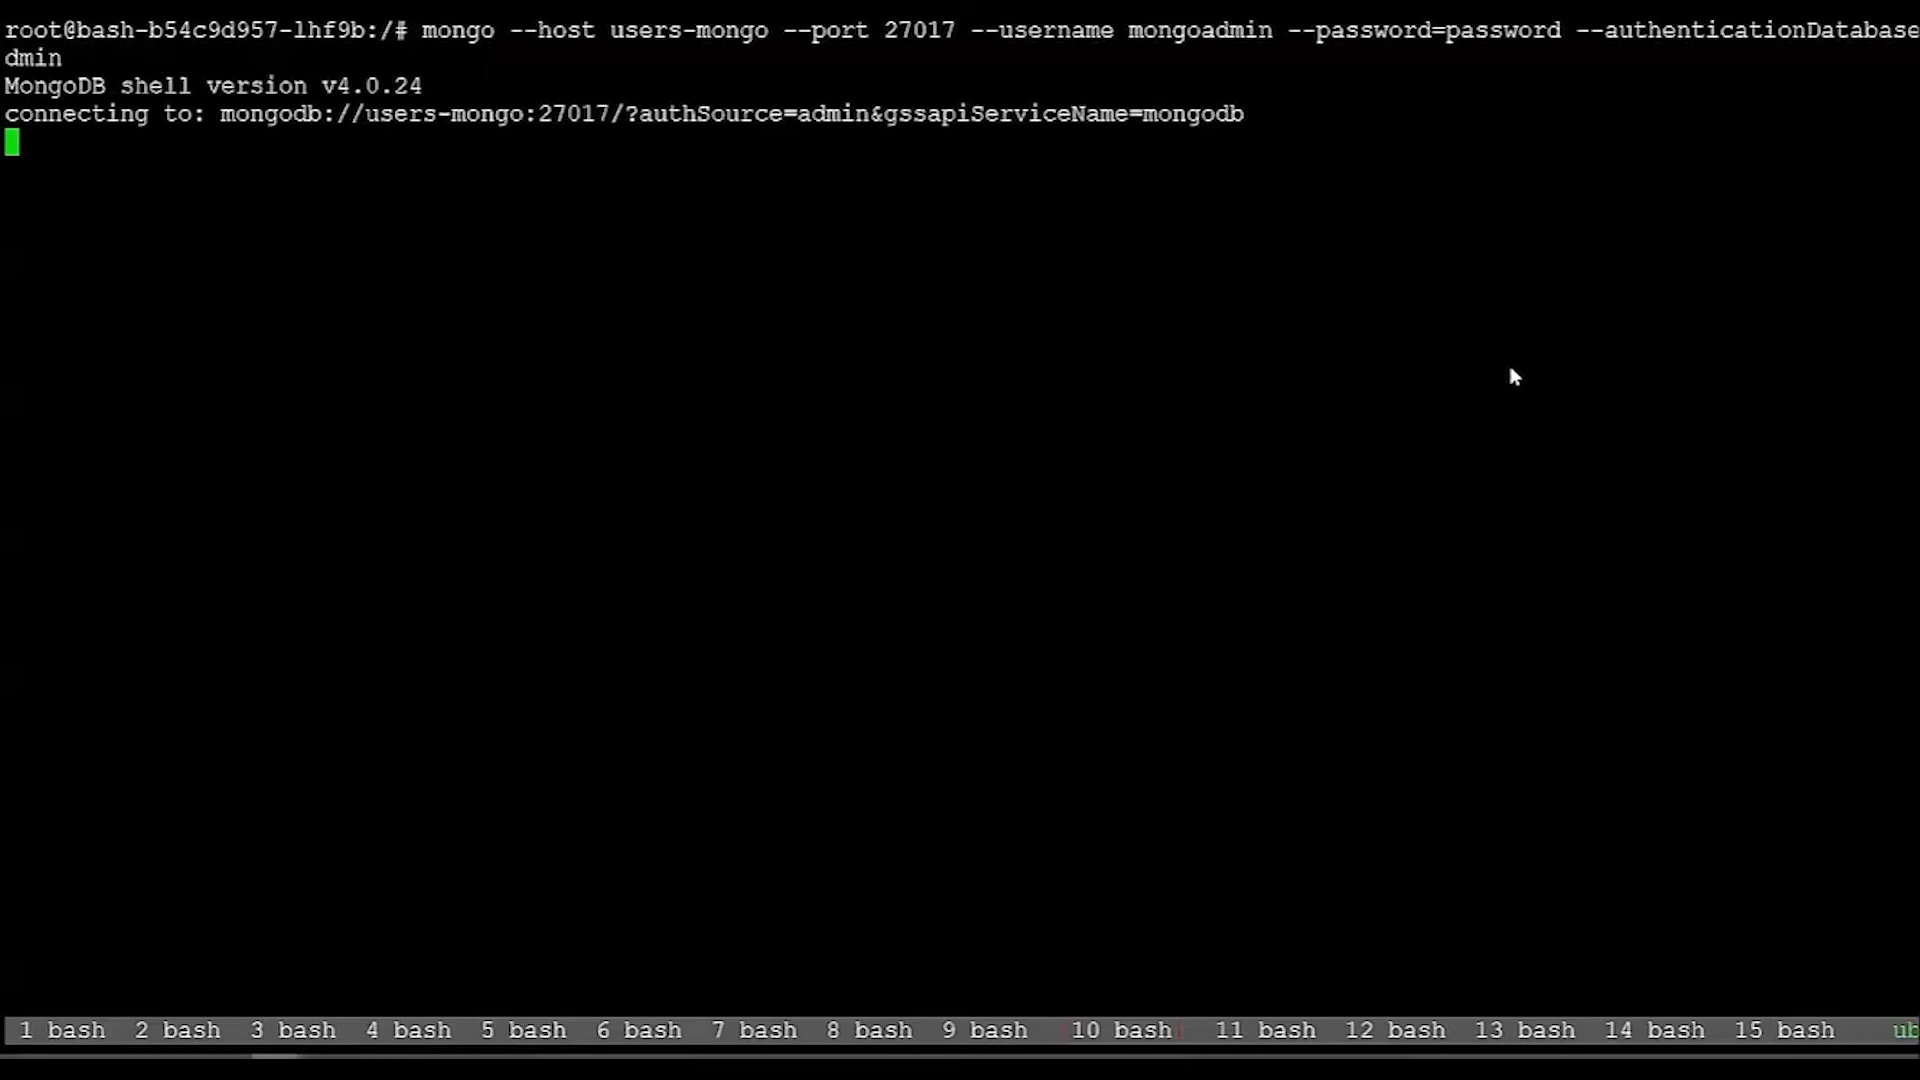 root@bash-b54c9d957-lhf9b:/# mongo --host users-mongo --port 27017 --username mongoadmin --password=password --authenticationDatabase
dmin
MongoDB shell version v4.0.24
connecting to: mongodb://users-mongo:27017/?authSource=admin&gssapiServiceName=mongodb
1 bash 2 bash 3 bash 4 bash 5 bash 6 bash 7 bash 8 bash 9 bash 10 bash 11 bash 12 bash 13 bash 14 bash 15 bash ub